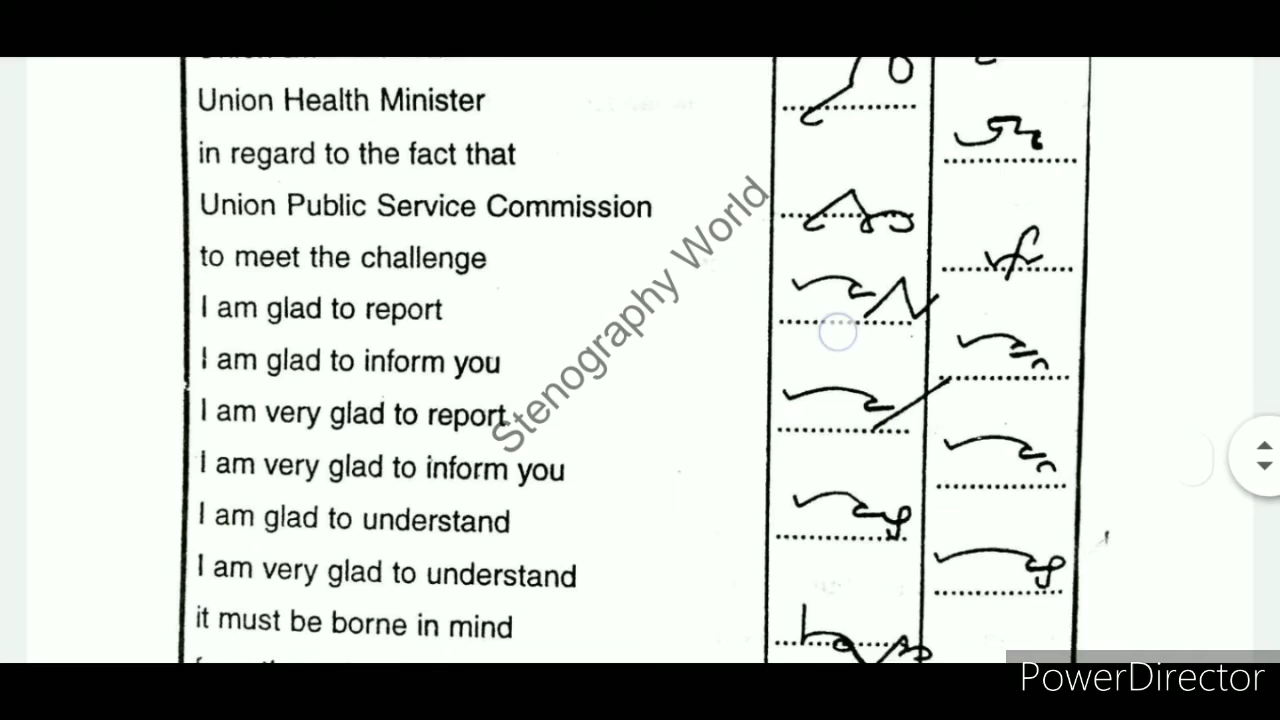 Union Health Minister
in regard to the fact that
Union Public Service Commission
to meet the challenge
I am glad to report
I am glad to inform you
I am very glad to report
I am very glad to inform you
I am glad to understand
I am very glad to understand
it must be borne in mind
Stenography World
PowerDirector